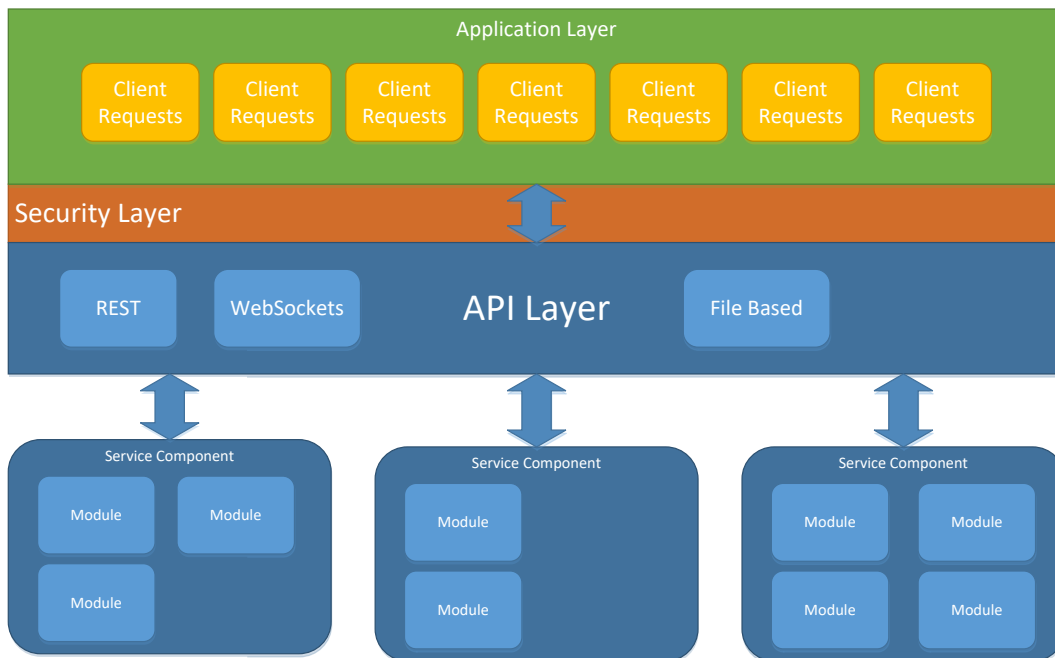 Application Layer
Client
Requests
Client
Requests
Client
Requests
Client
Requests
Client
Requests
Client
Requests
Client
Requests
Security Layer
REST
WebSockets
API Layer
File Based
Service Component
Module
Module
Module
Service Component
Module
Module
Service Component
Module
Module
Module
Module